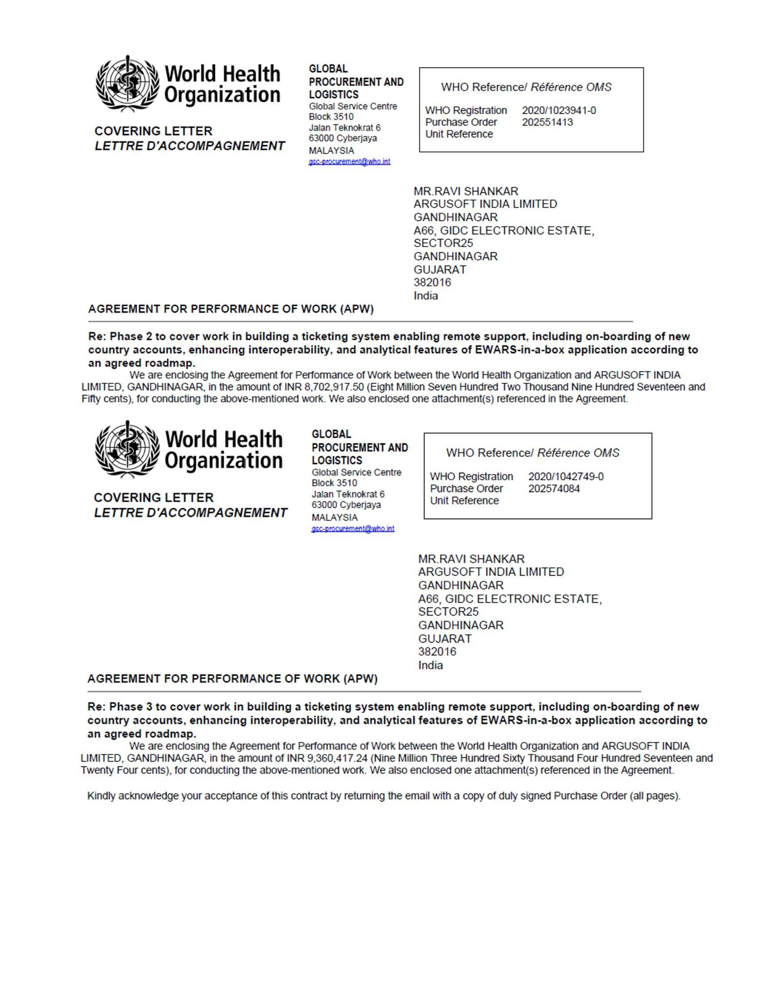 World Health
Organization
COVERING LETTER
LETTRE D'ACCOMPAGNEMENT
GLOBAL
PROCUREMENT AND
LOGISTICS
Global Service Centre
Block 3510
Jalan Teknokrat 6
63000 Cyberjaya
MALAYSIA
gsc-procurement@who.int
WHO Reference/ Référence OMS
WHO Registration 2020/1023941-0
Purchase Order 202551413
Unit Reference
MR.RAVI SHANKAR
ARGUSOFT INDIA LIMITED
GANDHINAGAR
A66, GIDC ELECTRONIC ESTATE,
SECTOR25
GANDHINAGAR
GUJARAT
382016
India
AGREEMENT FOR PERFORMANCE OF WORK (APW)
Re: Phase 2 to cover work in building a ticketing system enabling remote support, including on-boarding of new
country accounts, enhancing interoperability, and analytical features of EWARS-in-a-box application according to
an agreed roadmap.
We are enclosing the Agreement for Performance of Work between the World Health Organization and ARGUSOFT INDIA
LIMITED, GANDHINAGAR, in the amount of INR 8,702,917.50 (Eight Million Seven Hundred Two Thousand Nine Hundred Seventeen and
Fifty cents), for conducting the above-mentioned work. We also enclosed one attachment(s) referenced in the Agreement.
World Health
Organization
COVERING LETTER
LETTRE D'ACCOMPAGNEMENT
GLOBAL
PROCUREMENT AND
LOGISTICS
Global Service Centre
Block 3510
Jalan Teknokrat 6
63000 Cyberjaya
MALAYSIA
gsc-procurement@who.int
WHO Reference/ Référence OMS
WHO Registration 2020/1042749-0
Purchase Order 202574084
Unit Reference
MR.RAVI SHANKAR
ARGUSOFT INDIA LIMITED
GANDHINAGAR
A66, GIDC ELECTRONIC ESTATE,
SECTOR25
GANDHINAGAR
GUJARAT
382016
India
AGREEMENT FOR PERFORMANCE OF WORK (APW)
Re: Phase 3 to cover work in building a ticketing system enabling remote support, including on-boarding of new
country accounts, enhancing interoperability, and analytical features of EWARS-in-a-box application according to
an agreed roadmap.
We are enclosing the Agreement for Performance of Work between the World Health Organization and ARGUSOFT INDIA
LIMITED, GANDHINAGAR, in the amount of INR 9,360,417.24 (Nine Million Three Hundred Sixty Thousand Four Hundred Seventeen and
Twenty Four cents), for conducting the above-mentioned work. We also enclosed one attachment(s) referenced in the Agreement.
Kindly acknowledge your acceptance of this contract by returning the email with a copy of duly signed Purchase Order (all pages).